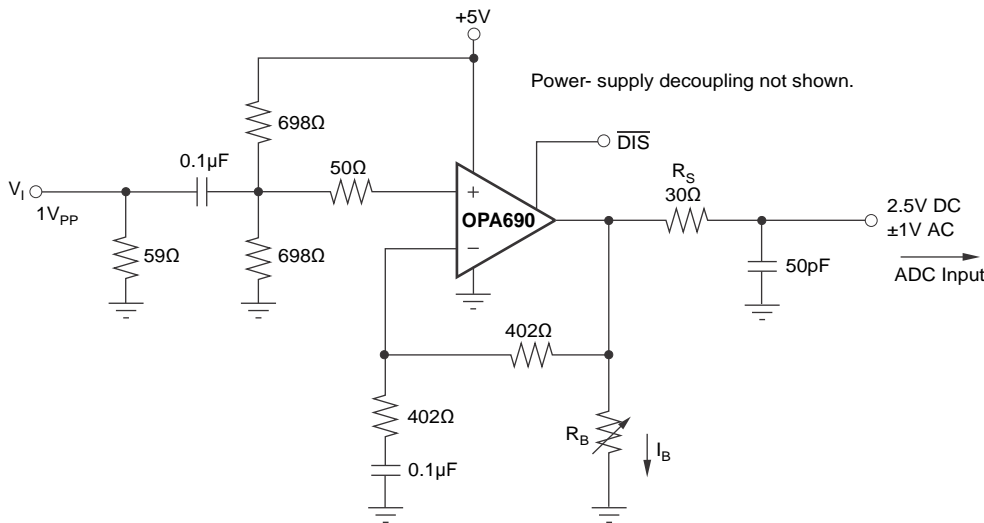 +5V
Power- supply decoupling not shown.
698Ω
DIS
0.1µF
50Ω
R_S
30Ω
V_I
1V_PP
+
OPA690
−
2.5V DC
±1V AC
ADC Input
59Ω
698Ω
50pF
402Ω
402Ω
R_B
I_B
0.1µF